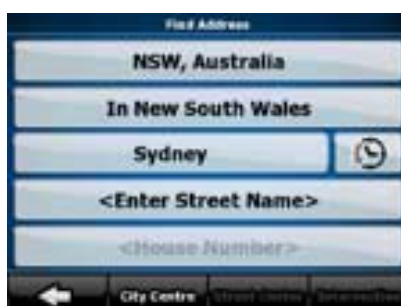 Find Address
NSW, Australia
In New South Wales
Sydney
<Enter Street Name>
<House Number>
City Centre